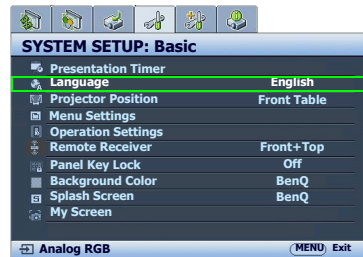 SYSTEM SETUP: Basic
Presentation Timer
Language English
Projector Position Front Table
Menu Settings
Operation Settings
Remote Receiver Front+Top
Panel Key Lock Off
Background Color BenQ
Splash Screen BenQ
My Screen
Analog RGB MENU Exit